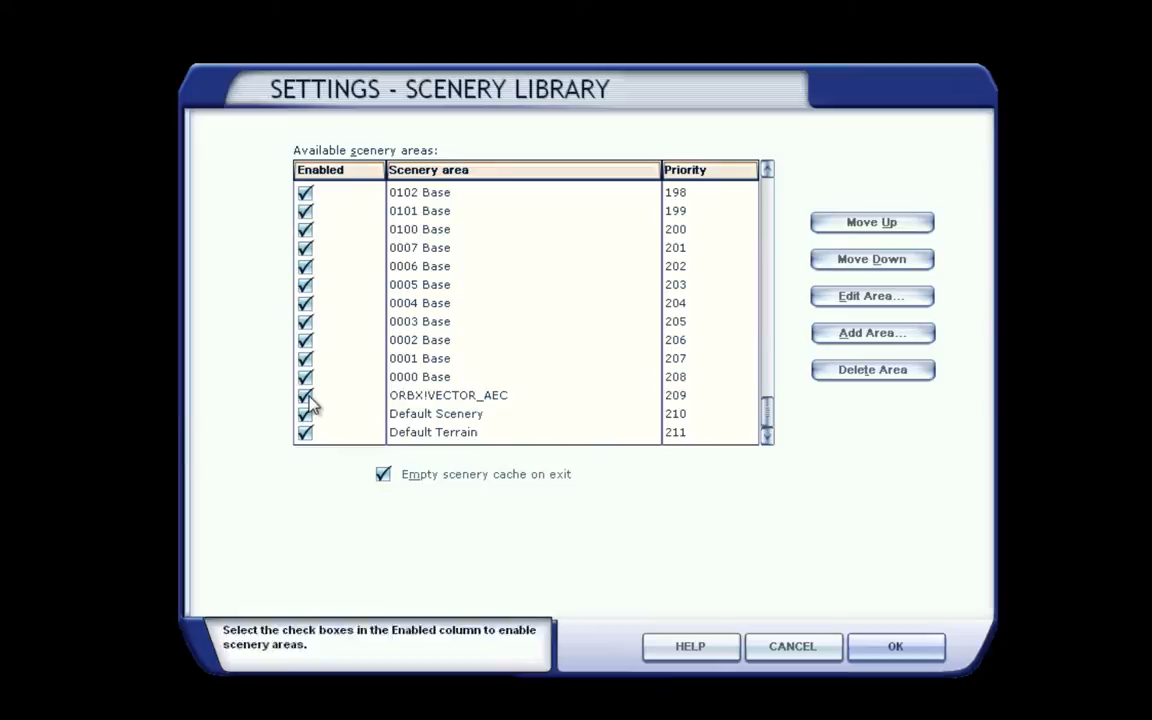 SETTINGS - SCENERY LIBRARY
Available scenery areas:
Enabled Scenery area Priority
0102 Base 198
0101 Base 199
0100 Base 200
0007 Base 201
0006 Base 202
0005 Base 203
0004 Base 204
0003 Base 205
0002 Base 206
0001 Base 207
0000 Base 208
ORBX!VECTOR_AEC 209
Default Scenery 210
Default Terrain 211
Move Up
Move Down
Edit Area...
Add Area...
Delete Area
Empty scenery cache on exit
Select the check boxes in the Enabled column to enable
scenery areas.
HELP CANCEL OK